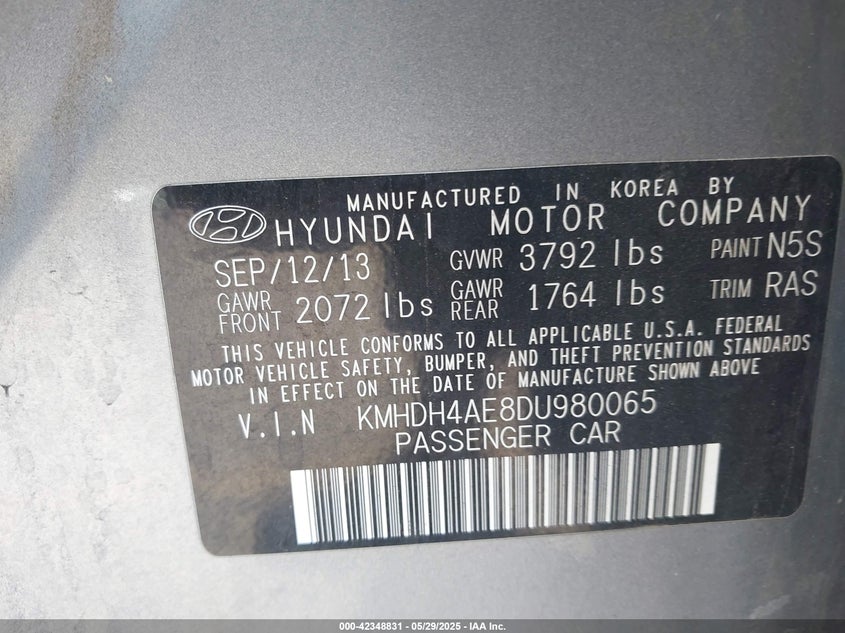 MANUFACTURED IN KOREA BY
HYUNDAI MOTOR COMPANY
SEP/12/13 GVWR 3792 lbs PAINT N5S
GAWR FRONT 2072 lbs GAWR REAR 1764 lbs TRIM RAS
THIS VEHICLE CONFORMS TO ALL APPLICABLE U.S.A. FEDERAL
MOTOR VEHICLE SAFETY, BUMPER, AND THEFT PREVENTION STANDARDS
IN EFFECT ON THE DATE OF MANUFACTURE SHOWN ABOVE
V.I.N KMHDH4AE8DU980065
PASSENGER CAR
000-42348831 - 05/29/2025 - IAA Inc.